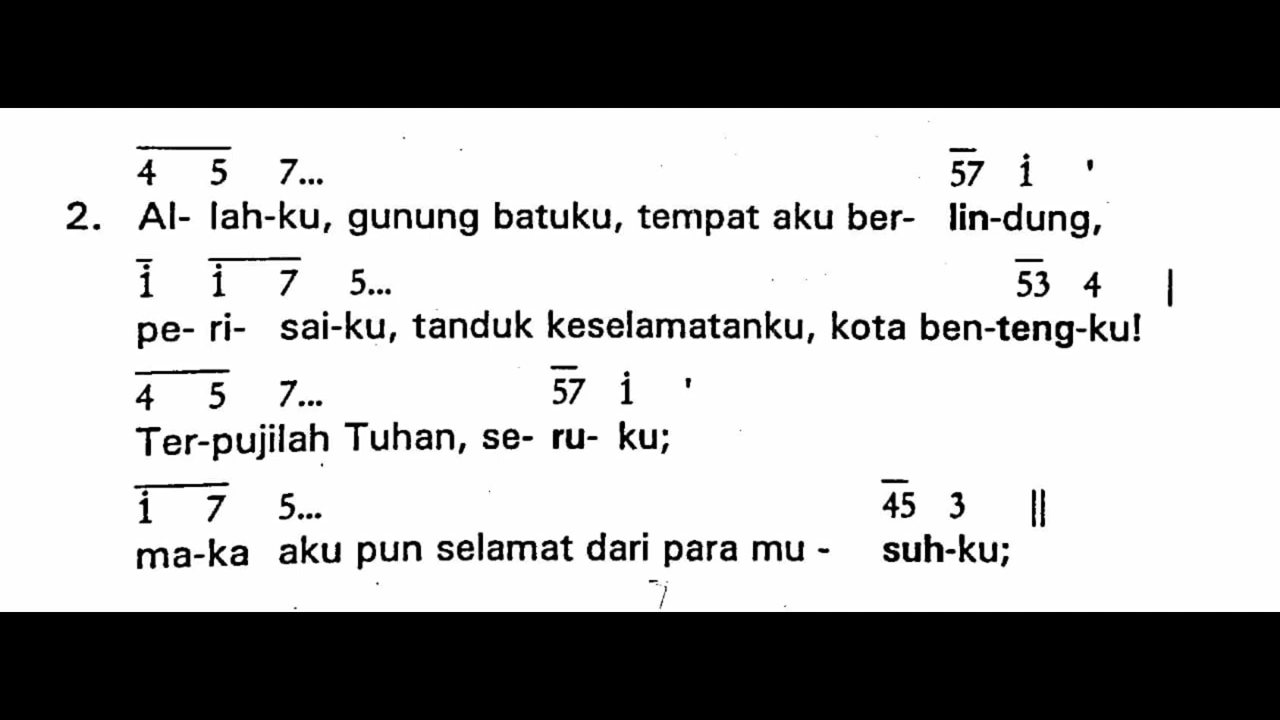 4 5 7... 57 i '
2. Al- lah-ku, gunung batuku, tempat aku ber- lin-dung,
i i 7 5... 53 4 |
pe- ri- sai-ku, tanduk keselamatanku, kota ben-teng-ku!
4 5 7... 57 i '
Ter-pujilah Tuhan, se- ru- ku;
i 7 5... 45 3 ||
ma-ka aku pun selamat dari para mu - suh-ku;